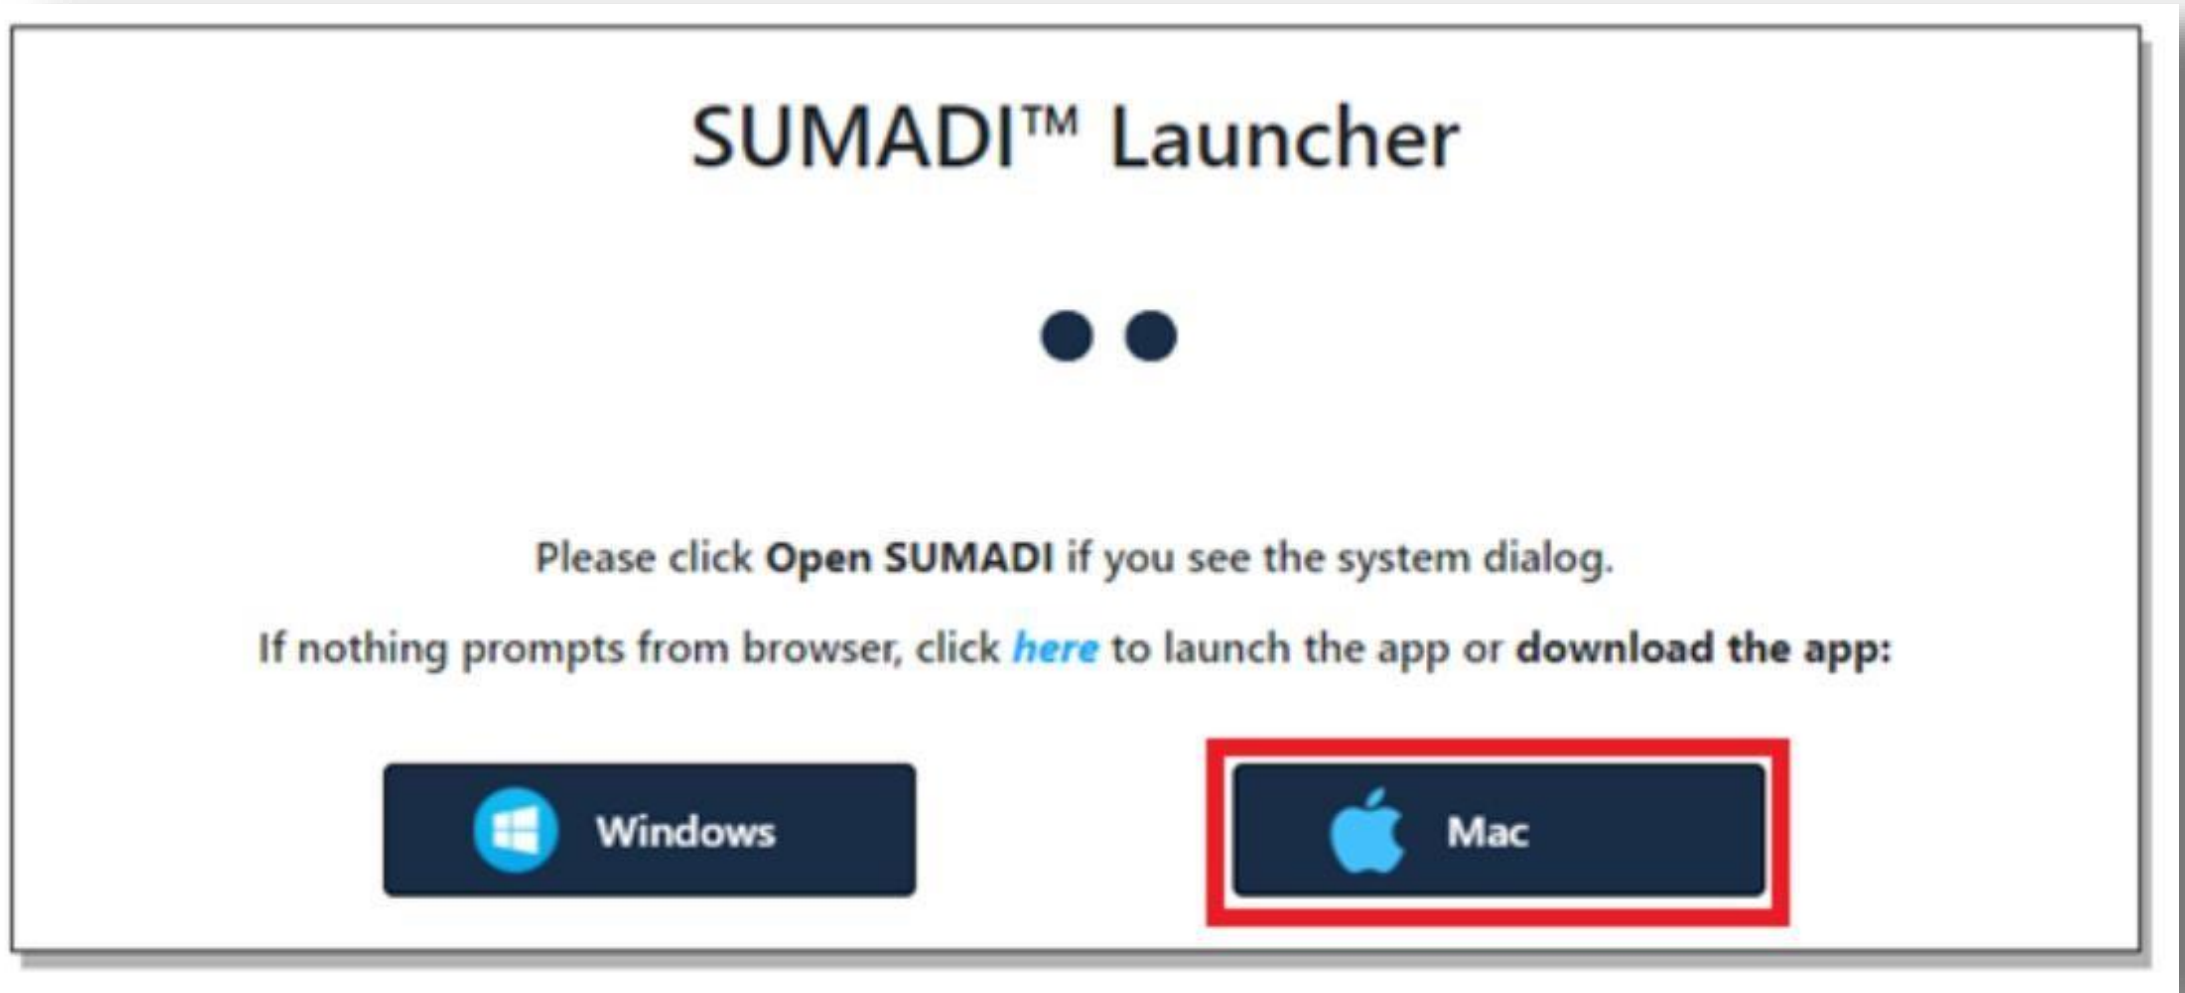 SUMADI™ Launcher
Please click Open SUMADI if you see the system dialog.
If nothing prompts from browser, click here to launch the app or download the app:
Windows
Mac